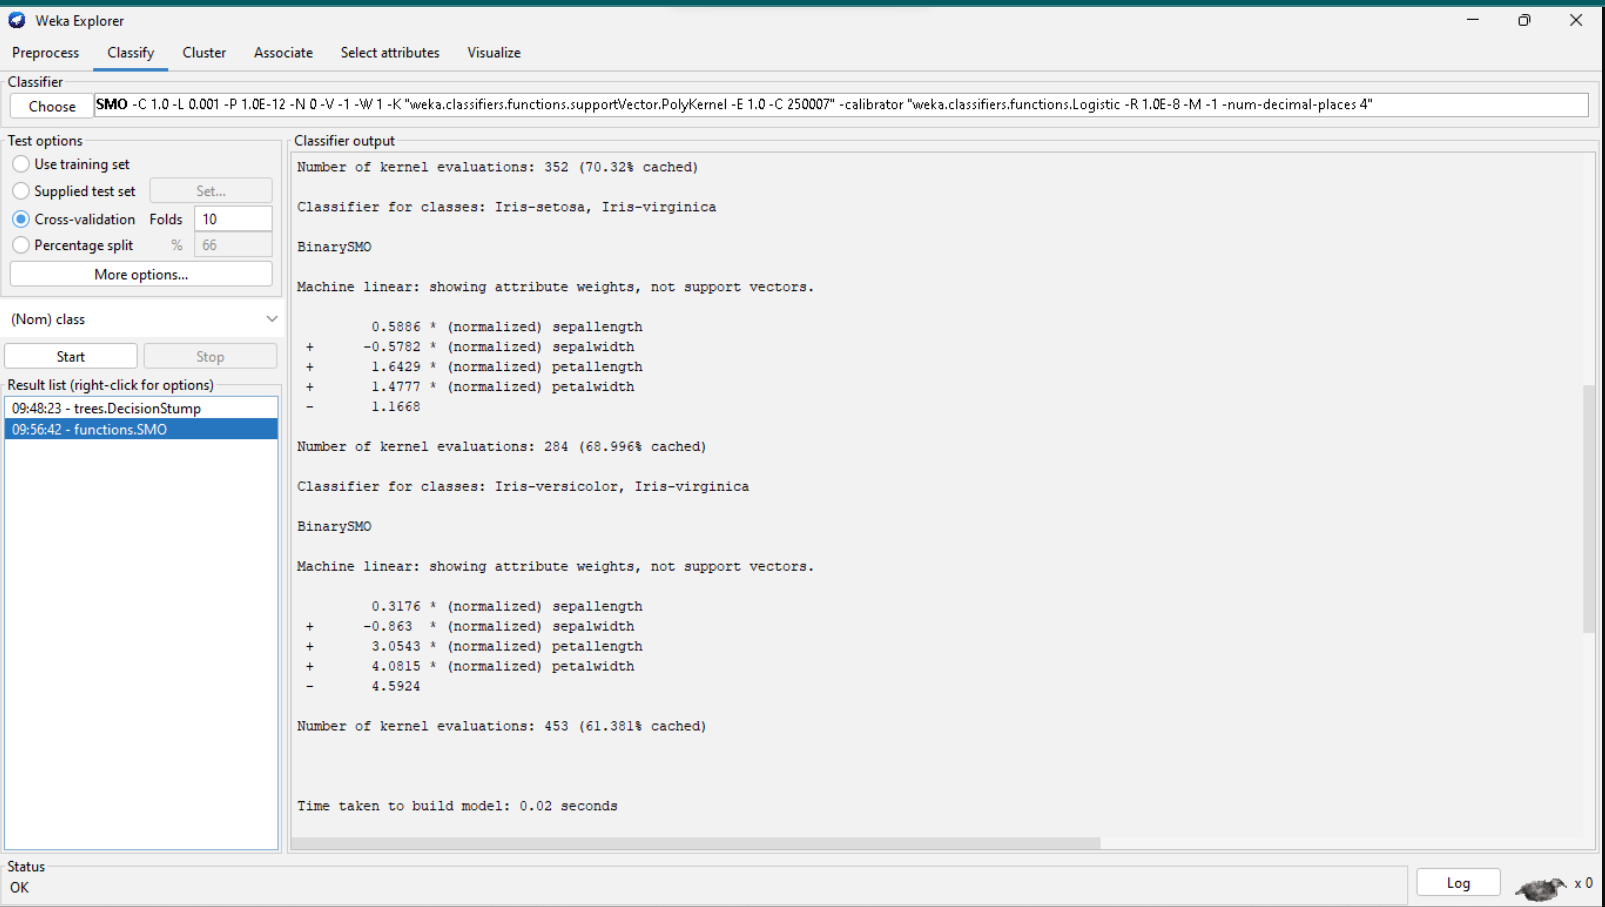 Weka Explorer
Preprocess Classify Cluster Associate Select attributes Visualize
Classifier
Choose SMO -C 1.0 -L 0.001 -P 1.0E-12 -N 0 -V -1 -W 1 -K "weka.classifiers.functions.supportVector.PolyKernel -E 1.0 -C 250007" -calibrator "weka.classifiers.functions.Logistic -R 1.0E-8 -M -1 -num-decimal-places 4"
Test options
Use training set
Supplied test set Set...
Cross-validation Folds 10
Percentage split % 66
More options...
(Nom) class
Start Stop
Result list (right-click for options)
09:48:23 - trees.DecisionStump
09:56:42 - functions.SMO
Classifier output
Number of kernel evaluations: 352 (70.32% cached)
Classifier for classes: Iris-setosa, Iris-virginica
BinarySMO
Machine linear: showing attribute weights, not support vectors.
0.5886 * (normalized) sepallength
+ -0.5782 * (normalized) sepalwidth
+ 1.6429 * (normalized) petallength
+ 1.4777 * (normalized) petalwidth
- 1.1668
Number of kernel evaluations: 284 (68.996% cached)
Classifier for classes: Iris-versicolor, Iris-virginica
BinarySMO
Machine linear: showing attribute weights, not support vectors.
0.3176 * (normalized) sepallength
+ -0.863 * (normalized) sepalwidth
+ 3.0543 * (normalized) petallength
+ 4.0815 * (normalized) petalwidth
- 4.5924
Number of kernel evaluations: 453 (61.381% cached)
Time taken to build model: 0.02 seconds
Status
OK
Log x 0